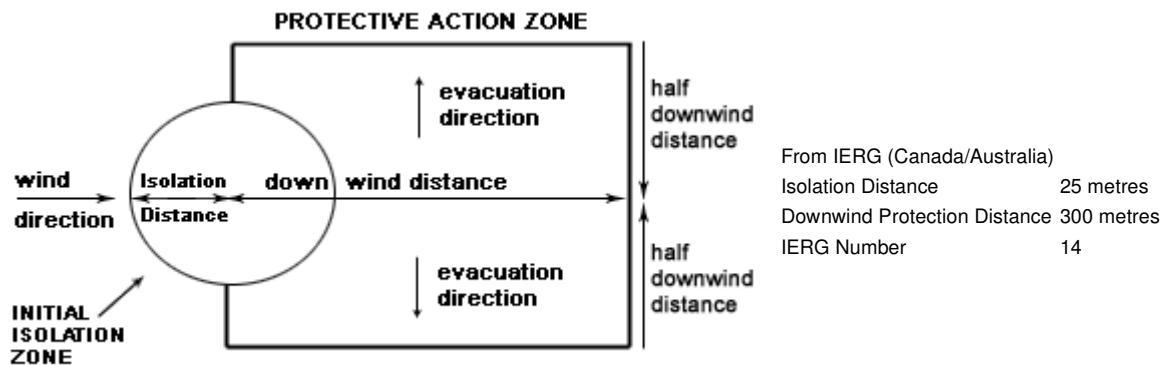 PROTECTIVE ACTION ZONE
evacuation
direction
half
downwind
distance
wind
direction
Isolation
Distance
down wind distance
evacuation
direction
half
downwind
distance
INITIAL
ISOLATION
ZONE
From IERG (Canada/Australia)
Isolation Distance 25 metres
Downwind Protection Distance 300 metres
IERG Number 14